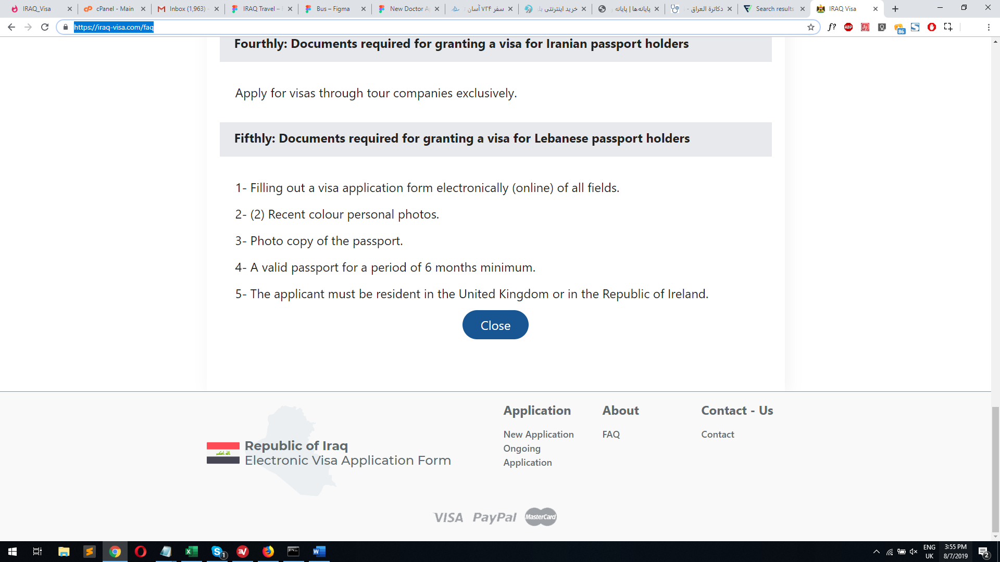 IRAQ_Visa
cPanel - Main
Inbox (1,963) -
IRAQ Travel –
Bus – Figma
New Doctor A
سفر ۷۲۴ آسان
خرید اینترنتی بل
پایانه‌ها | پایانه
دكاترة العراق -
Search results
IRAQ Visa
https://iraq-visa.com/faq
f?
ABP
86
Fourthly: Documents required for granting a visa for Iranian passport holders
Apply for visas through tour companies exclusively.
Fifthly: Documents required for granting a visa for Lebanese passport holders
1- Filling out a visa application form electronically (online) of all fields.
2- (2) Recent colour personal photos.
3- Photo copy of the passport.
4- A valid passport for a period of 6 months minimum.
5- The applicant must be resident in the United Kingdom or in the Republic of Ireland.
Close
Republic of Iraq
Electronic Visa Application Form
Application
New Application
Ongoing
Application
About
FAQ
Contact - Us
Contact
VISA PayPal MasterCard
1
ENG
UK
3:55 PM
8/7/2019
2